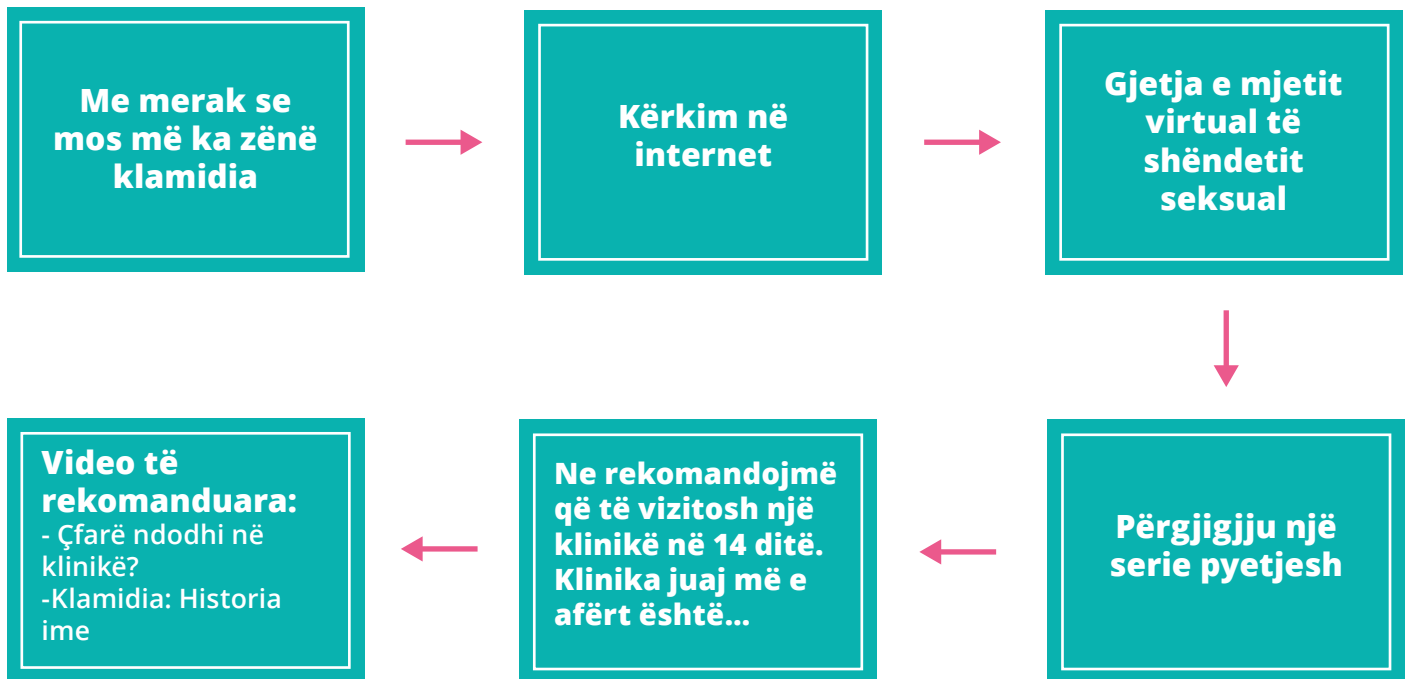 Me merak se
mos më ka zënë
klamidia
Kërkim në
internet
Gjetja e mjetit
virtual të
shëndetit
seksual
Përgjigjju një
serie pyetjesh
Ne rekomandojmë
që të vizitosh një
klinikë në 14 ditë.
Klinika juaj më e
afërt është...
Video të
rekomanduara:
- Çfarë ndodhi në
klinikë?
-Klamidia: Historia
ime